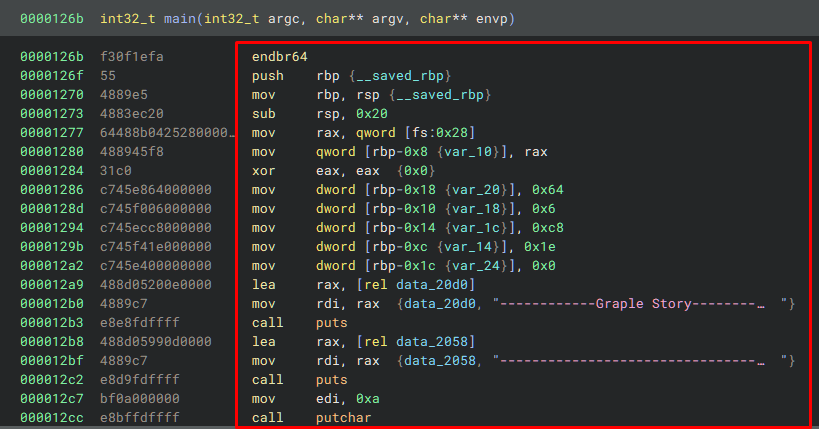 0000126b int32_t main(int32_t argc, char** argv, char** envp)
0000126b f30f1efa endbr64
0000126f 55 push rbp {__saved_rbp}
00001270 4889e5 mov rbp, rsp {__saved_rbp}
00001273 4883ec20 sub rsp, 0x20
00001277 64488b0425280000… mov rax, qword [fs:0x28]
00001280 488945f8 mov qword [rbp-0x8 {var_10}], rax
00001284 31c0 xor eax, eax {0x0}
00001286 c745e864000000 mov dword [rbp-0x18 {var_20}], 0x64
0000128d c745f006000000 mov dword [rbp-0x10 {var_18}], 0x6
00001294 c745ecc8000000 mov dword [rbp-0x14 {var_1c}], 0xc8
0000129b c745f41e000000 mov dword [rbp-0xc {var_14}], 0x1e
000012a2 c745e400000000 mov dword [rbp-0x1c {var_24}], 0x0
000012a9 488d05200e0000 lea rax, [rel data_20d0]
000012b0 4889c7 mov rdi, rax {data_20d0, "------------Graple Story--------… "}
000012b3 e8e8fdffff call puts
000012b8 488d05990d0000 lea rax, [rel data_2058]
000012bf 4889c7 mov rdi, rax {data_2058, "--------------------------------… "}
000012c2 e8d9fdffff call puts
000012c7 bf0a000000 mov edi, 0xa
000012cc e8bffdffff call putchar